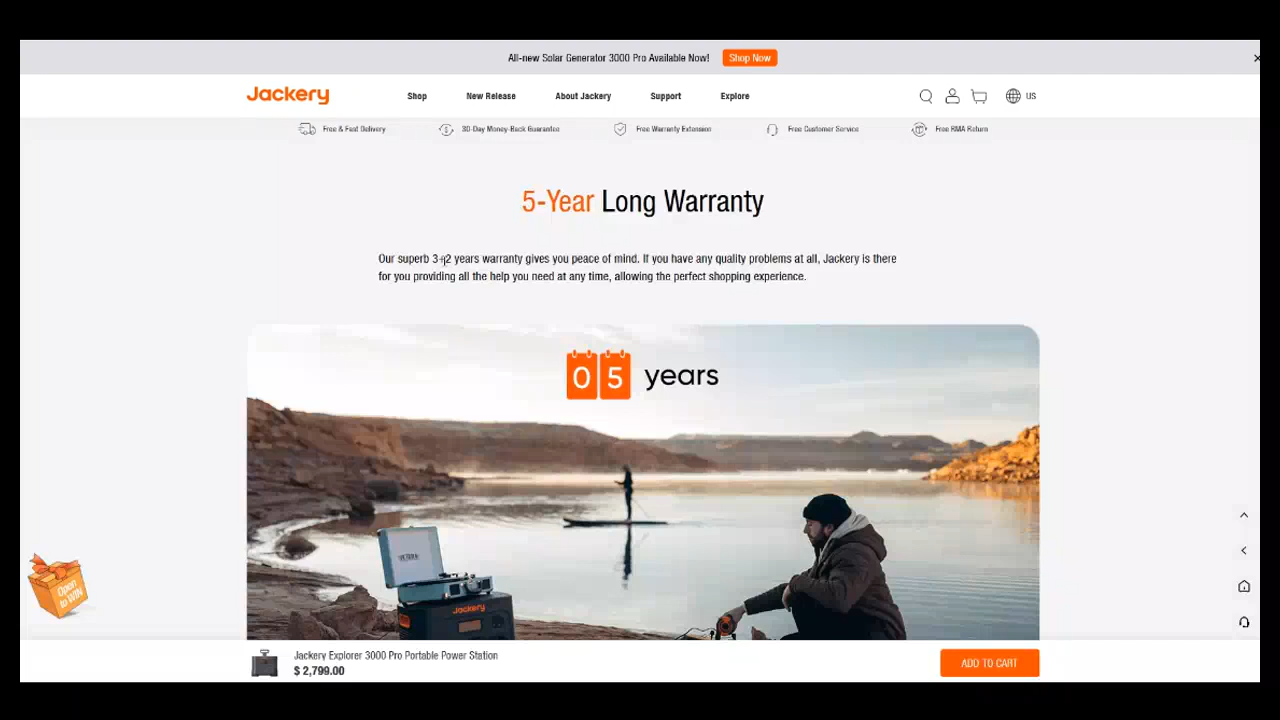 All-new Solar Generator 3000 Pro Available Now! Shop Now
Jackery Shop New Release About Jackery Support Explore US
Free & Fast Delivery 30-Day Money-Back Guarantee Free Warranty Extension Free Customer Service Free RMA Return
5-Year Long Warranty
Our superb 3+2 years warranty gives you peace of mind. If you have any quality problems at all, Jackery is there
for you providing all the help you need at any time, allowing the perfect shopping experience.
05 years
Jackery
Open
to WIN
Jackery Explorer 3000 Pro Portable Power Station
$ 2,799.00
ADD TO CART